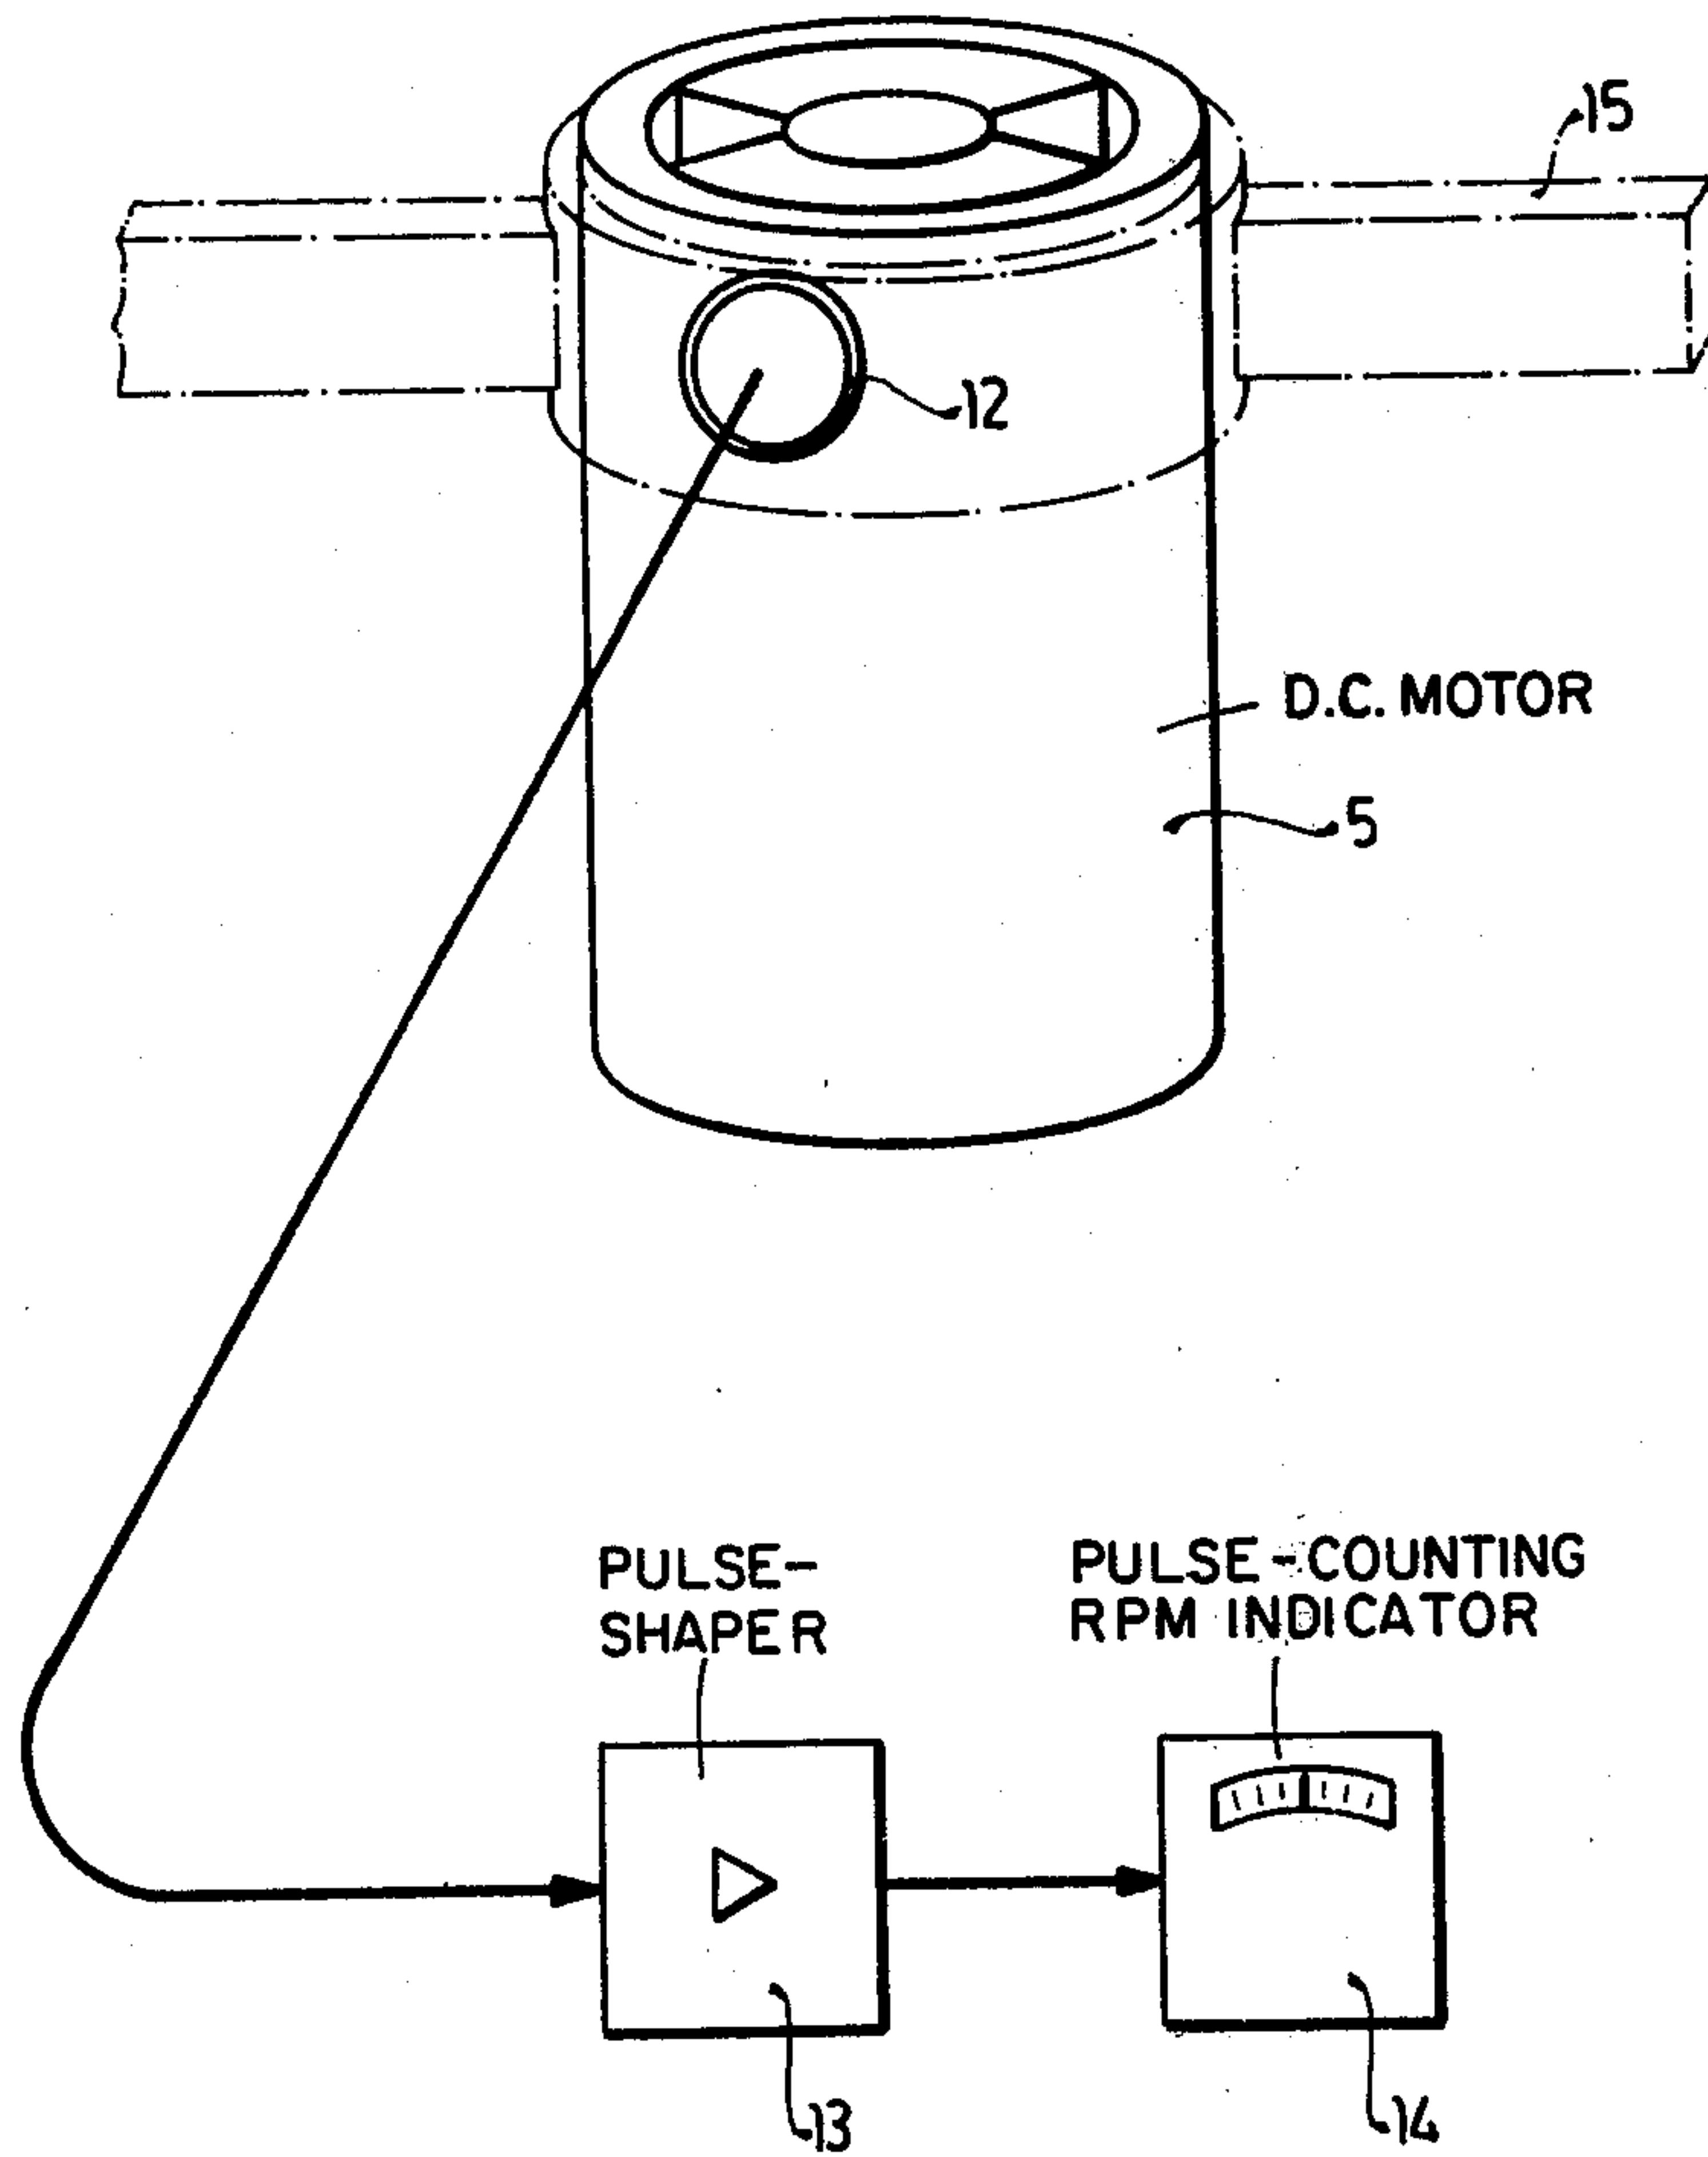 15
12
D.C. MOTOR
5
PULSE-
SHAPER
PULSE-COUNTING
RPM INDICATOR
13
14